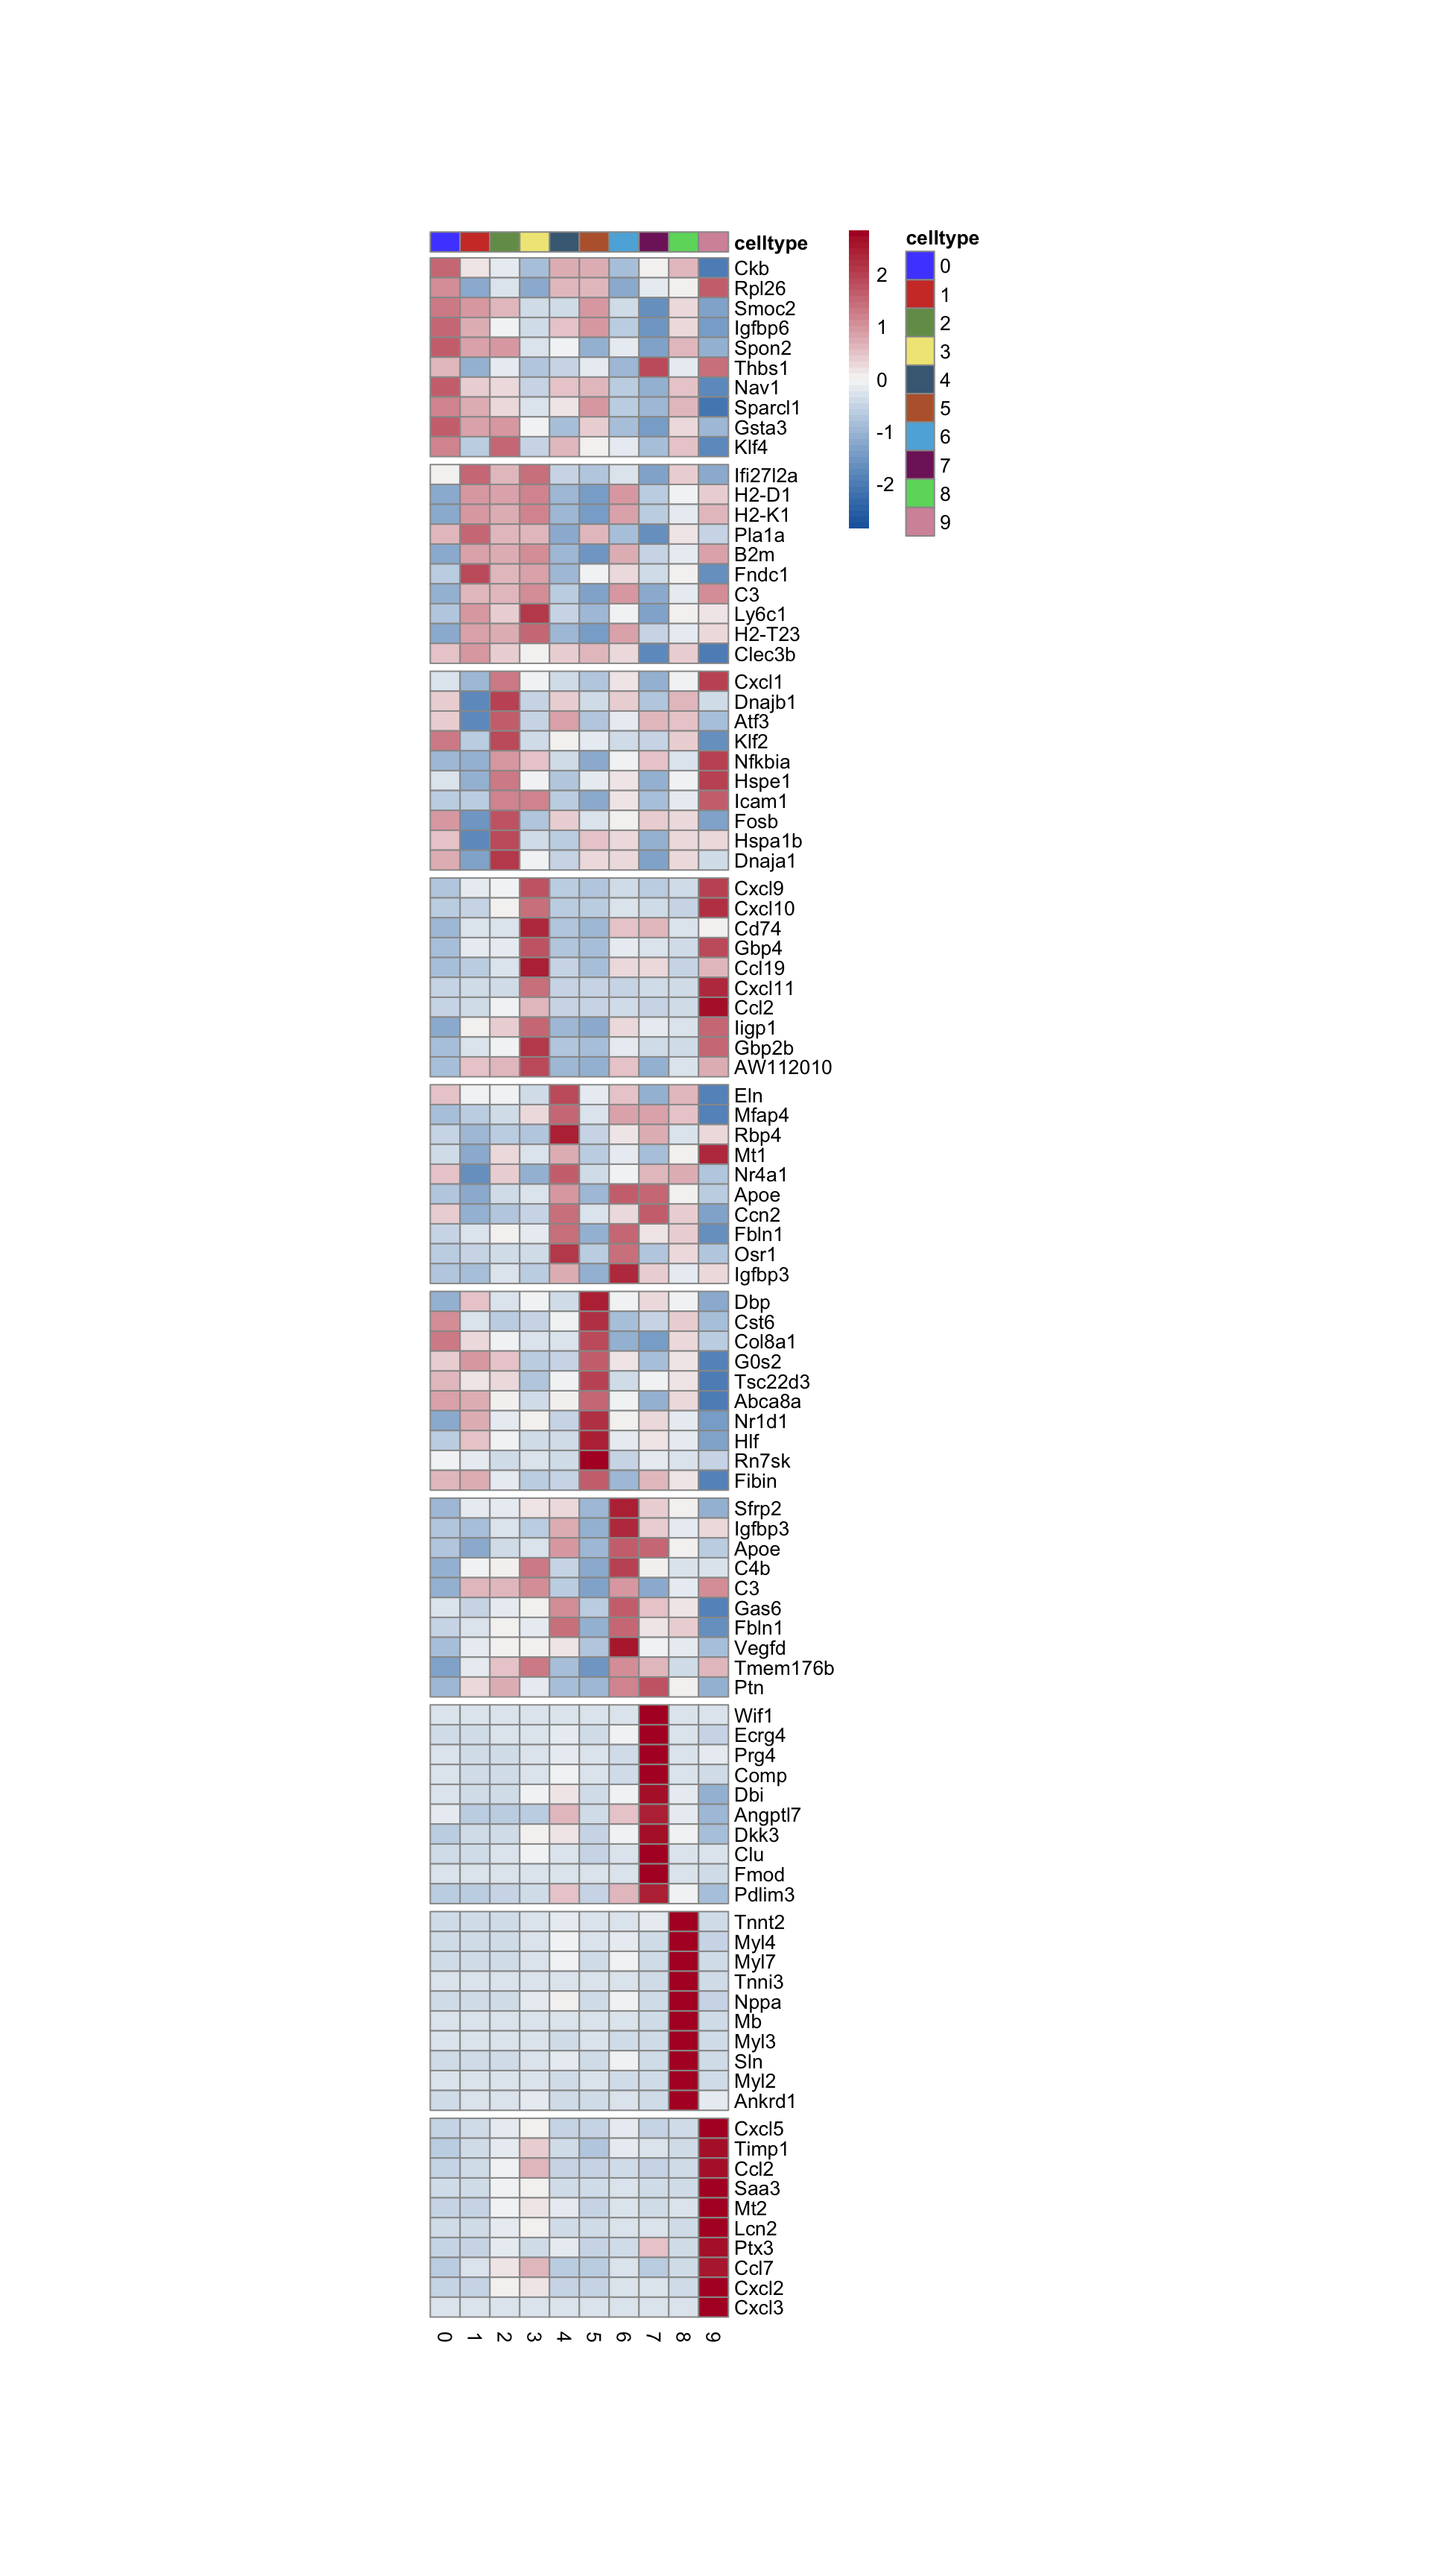 celltype
Ckb
Rpl26
Smoc2
Igfbp6
Spon2
Thbs1
Nav1
Sparcl1
Gsta3
Klf4
Ifi27l2a
H2-D1
H2-K1
Pla1a
B2m
Fndc1
C3
Ly6c1
H2-T23
Clec3b
Cxcl1
Dnajb1
Atf3
Klf2
Nfkbia
Hspe1
Icam1
Fosb
Hspa1b
Dnaja1
Cxcl9
Cxcl10
Cd74
Gbp4
Ccl19
Cxcl11
Ccl2
Iigp1
Gbp2b
AW112010
Eln
Mfap4
Rbp4
Mt1
Nr4a1
Apoe
Ccn2
Fbln1
Osr1
Igfbp3
Dbp
Cst6
Col8a1
G0s2
Tsc22d3
Abca8a
Nr1d1
Hlf
Rn7sk
Fibin
Sfrp2
Igfbp3
Apoe
C4b
C3
Gas6
Fbln1
Vegfd
Tmem176b
Ptn
Wif1
Ecrg4
Prg4
Comp
Dbi
Angptl7
Dkk3
Clu
Fmod
Pdlim3
Tnnt2
Myl4
Myl7
Tnni3
Nppa
Mb
Myl3
Sln
Myl2
Ankrd1
Cxcl5
Timp1
Ccl2
Saa3
Mt2
Lcn2
Ptx3
Ccl7
Cxcl2
Cxcl3
0 1 2 3 4 5 6 7 8 9
2
1
0
-1
-2
celltype
0
1
2
3
4
5
6
7
8
9